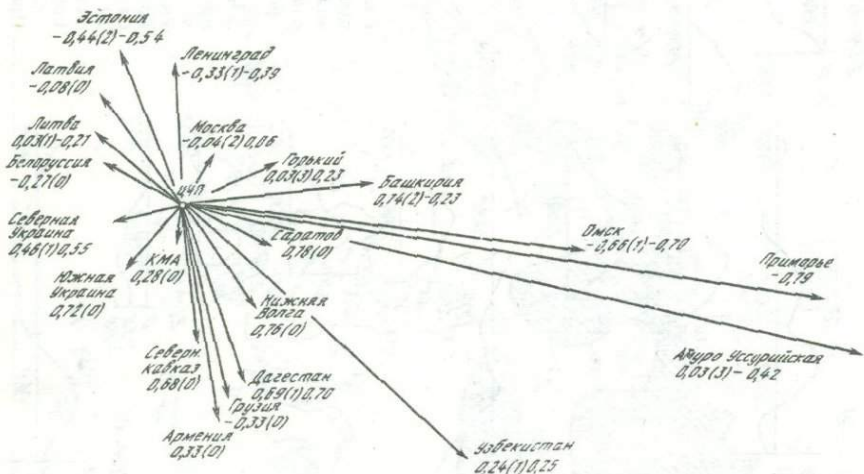 Эстония
-0,44(2)-0,54
Ленинград
-0,33(1)-0,39
Латвия
-0,08(0)
Литва
0,03(1)-0,21
Москва
-0,04(2)0,06
Белоруссия
-0,27(0)
Горький
0,03(3)0,23
ЦЧП
Башкирия
0,74(2)-0,23
Северная
Украина
0,46(1)0,55
КМА
0,28(0)
Саратов
0,78(0)
Омск
-0,66(1)-0,70
Приморье
-0,79
Южная
Украина
0,72(0)
Нижняя
Волга
0,76(0)
Северн.
кавказ
0,68(0)
Амуро Уссурийская
0,03(3)-0,42
Дагестан
0,69(1)0,70
Грузия
-0,33(0)
Армения
0,33(0)
Узбекистан
0,24(1)0,25